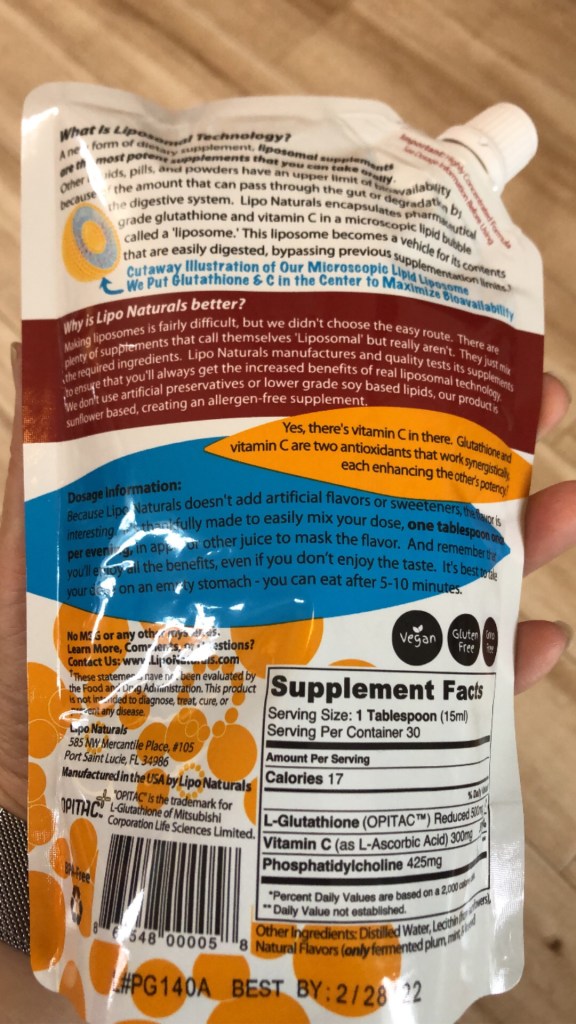 What Is Liposomal Technology?
A new form of dietary supplement, liposomal supplements
are the most potent supplements that you can take orally.
Other pills, and powders have an upper limit of
because the amount that can pass through the gut or degradation by
the digestive system. Lipo Naturals encapsulates pharmaceutical
grade glutathione and vitamin C in a microscopic lipid bubble
called a 'liposome.' This liposome becomes a vehicle for its contents
that are easily digested, bypassing previous supplementation limits.†
Cutaway Illustration of Our Microscopic Lipid Liposome
We Put Glutathione & C in the Center to Maximize Bioavailability
Why is Lipo Naturals better?
Making liposomes is fairly difficult, but we didn't choose the easy route. There are
plenty of supplements that call themselves 'Liposomal' but really aren't. They just mix
the required ingredients. Lipo Naturals manufactures and quality tests its supplements
to ensure that you'll always get the increased benefits of real liposomal technology.
We don't use artificial preservatives or lower grade soy based lipids, our product is
sunflower based, creating an allergen-free supplement.
Yes, there's vitamin C in there. Glutathione and
vitamin C are two antioxidants that work synergistically,
each enhancing the other's potency†
Dosage Information:
Because Lipo Naturals doesn't add artificial flavors or sweeteners, the flavor is
interesting, thankfully made to easily mix your dose, one tablespoon
per evening, in or other juice to mask the flavor. And remember
you'll enjoy all the benefits, even if you don't enjoy the taste. It's best to take
your on an empty stomach - you can eat after 5-10 minutes.
Vegan
Gluten
Free
Free
No MSG or any
Learn More,
Contact Us: www.LipoNaturals.com
†These statements have not been evaluated by
the Food and Drug Administration. This product
is not intended to diagnose, treat, cure, or
any disease.
Lipo Naturals
585 NW Mercantile Place, #105
Port Saint Lucie, FL 34986
Manufactured in the USA by Lipo Naturals
OPITAC "OPITAC" is the trademark for
L-Glutathione of Mitsubishi
Corporation Life Sciences Limited.
Supplement Facts
Serving Size: 1 Tablespoon (15ml)
Serving Per Container 30
Amount Per Serving
Calories 17
% Daily
L-Glutathione (OPITAC™) Reduced 500mg
Vitamin C (as L-Ascorbic Acid) 300mg
Phosphatidylcholine 425mg
*Percent Daily Values are based on a 2,000
**Daily Value not established.
Other Ingredients: Distilled Water, Lecithin
Natural Flavors (only fermented plum,
L#PG140A BEST BY:2/28 22